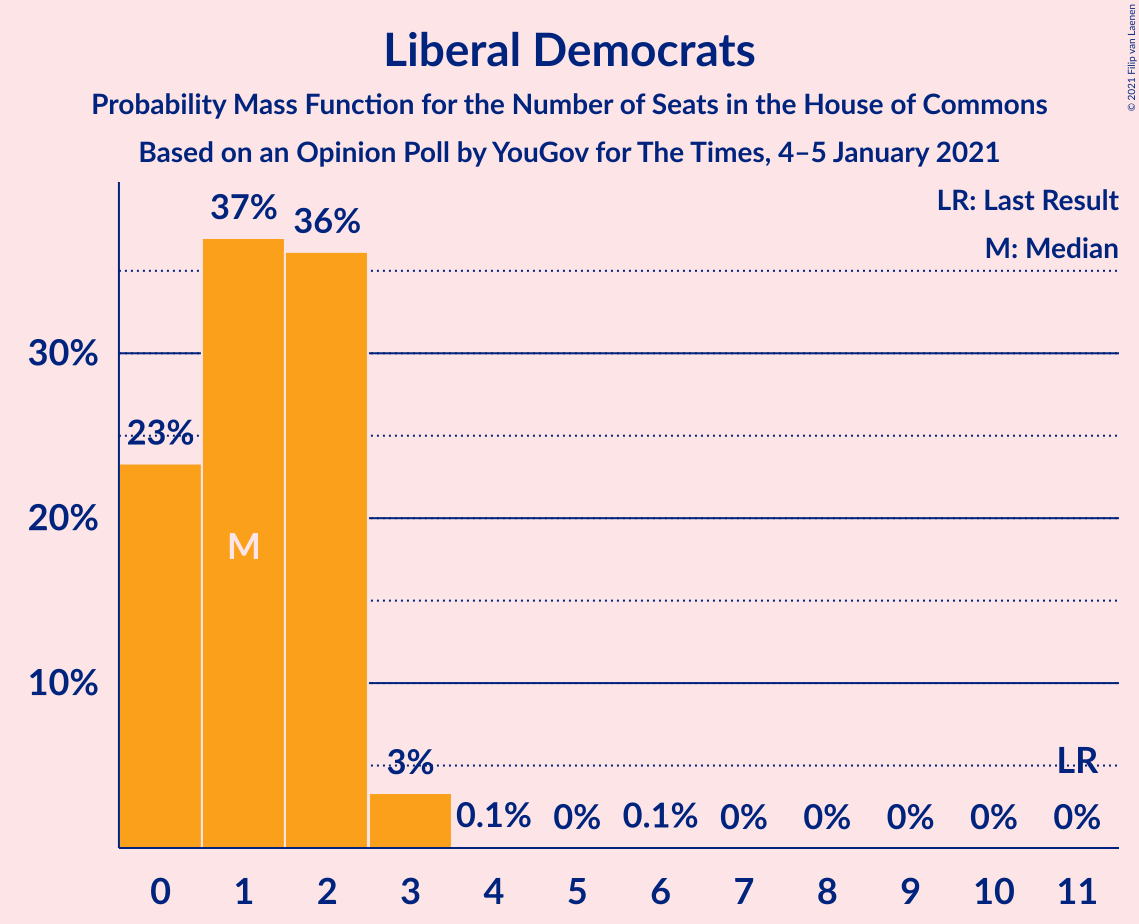 Liberal Democrats
Probability Mass Function for the Number of Seats in the House of Commons
Based on an Opinion Poll by YouGov for The Times, 4–5 January 2021
© 2021 Filip van Laenen
LR: Last Result
M: Median
37%
36%
30%
23%
20%
M
10%
3%
LR
0.1%
0%
0.1%
0%
0%
0%
0%
0%
0 1 2 3 4 5 6 7 8 9 10 11